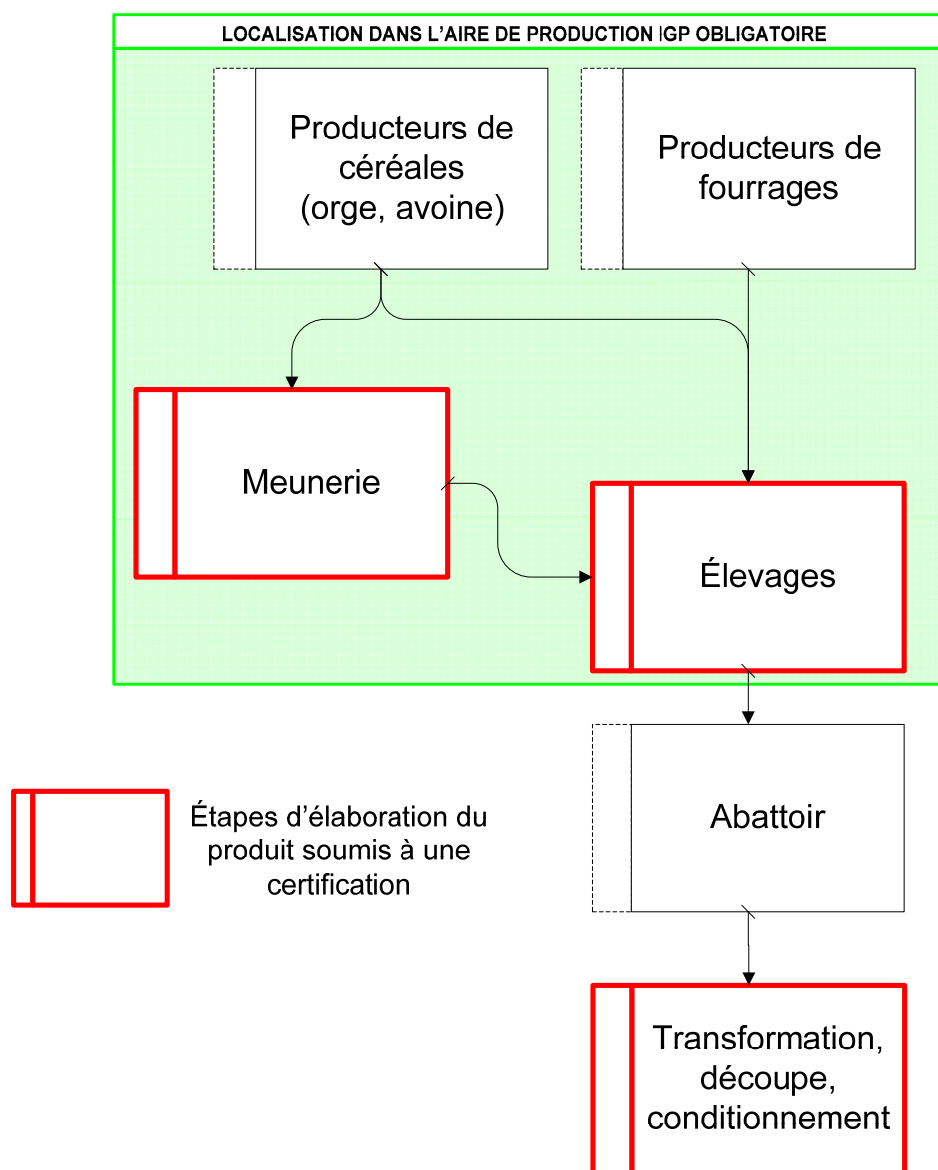 LOCALISATION DANS L’AIRE DE PRODUCTION IGP OBLIGATOIRE
Producteurs de
céréales
(orge, avoine)
Producteurs de
fourrages
Meunerie
Élevages
Abattoir
Étapes d’élaboration du
produit soumis à une
certification
Transformation,
découpe,
conditionnement